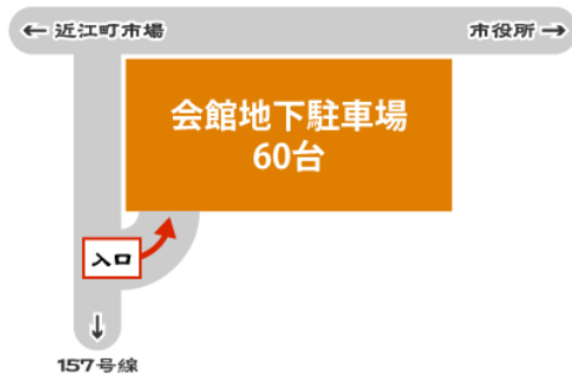 ← 近江町市場
市役所 →
会館地下駐車場
60台
入口
↓
157号線